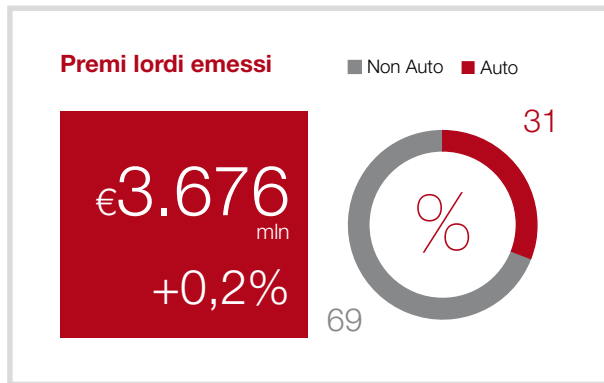 Premi lordi emessi
Non Auto Auto
31
€3.676
mln
%
+0,2%
69